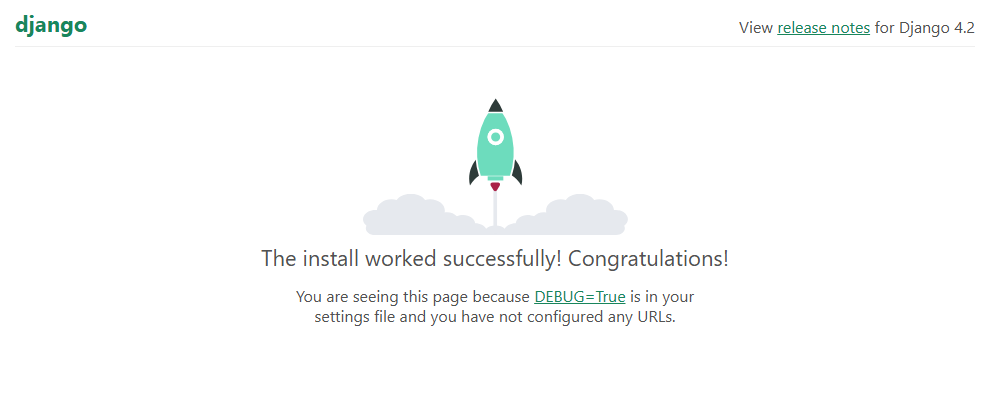 django
View release notes for Django 4.2
The install worked successfully! Congratulations!
You are seeing this page because DEBUG=True is in your
settings file and you have not configured any URLs.